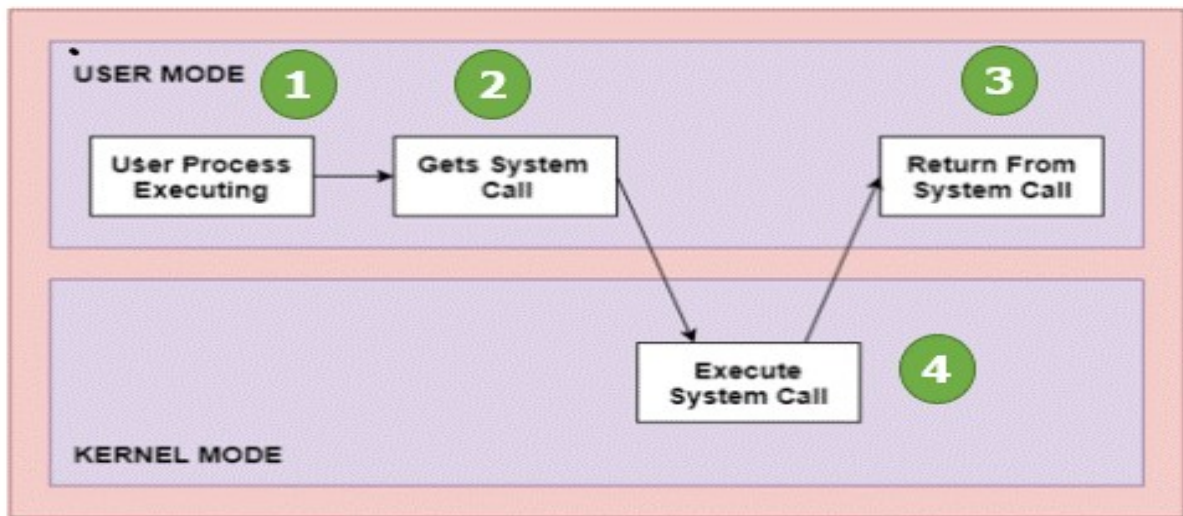 USER MODE
1
2
3
User Process
Executing
Gets System
Call
Return From
System Call
Execute
System Call
4
KERNEL MODE